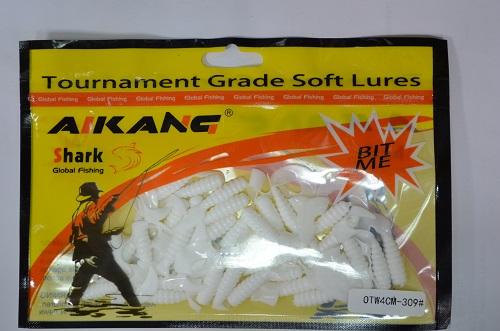 Tournament Grade Soft Lures
Global Fishing Global Fishing Global Fishing Global Fishing Global Fishing Global Fishing Global Fishing Global Fishing
AIKANG®
Shark
Global Fishing
BIT ME
OTW4CM-309#